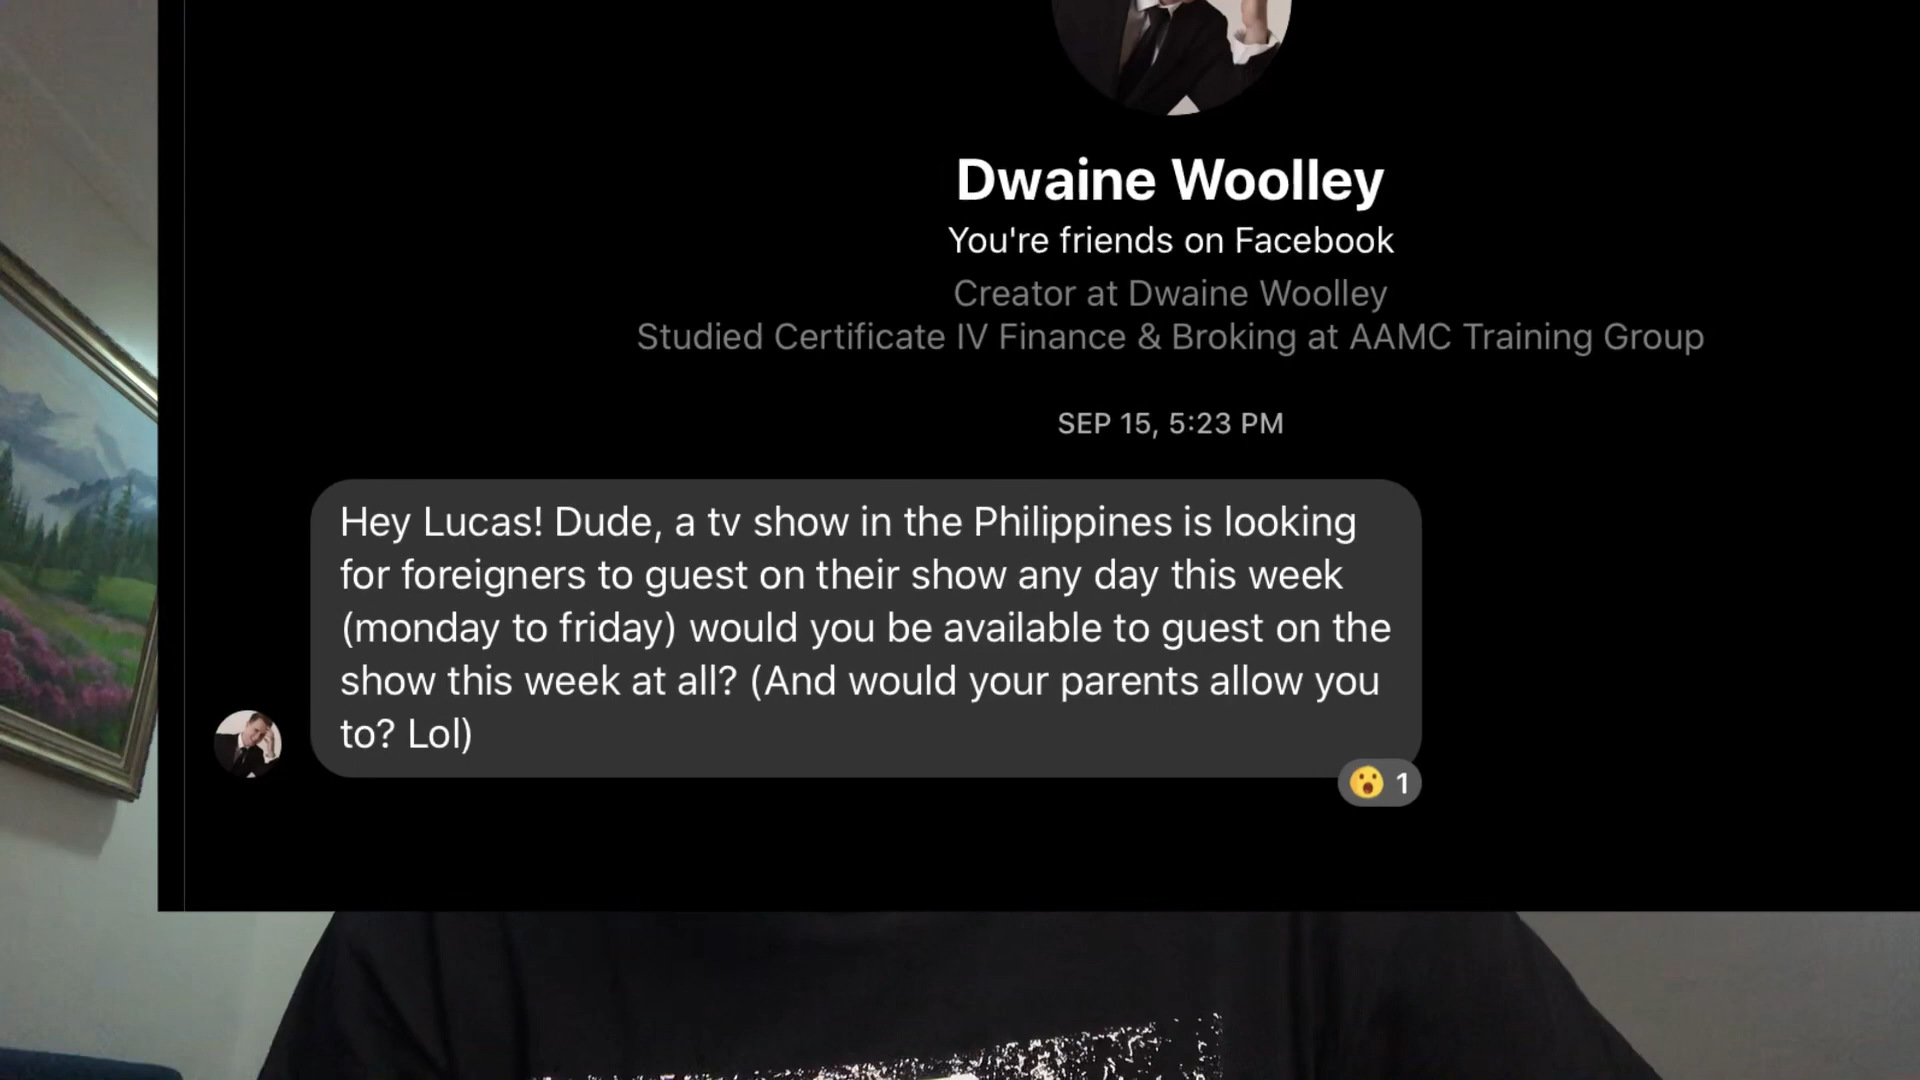 Dwaine Woolley
You're friends on Facebook
Creator at Dwaine Woolley
Studied Certificate IV Finance & Broking at AAMC Training Group
SEP 15, 5:23 PM
Hey Lucas! Dude, a tv show in the Philippines is looking
for foreigners to guest on their show any day this week
(monday to friday) would you be available to guest on the
show this week at all? (And would your parents allow you
to? Lol)
😮 1